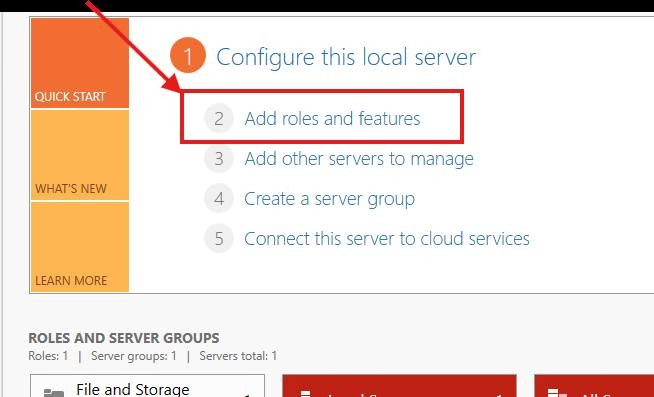 1 Configure this local server
QUICK START
2 Add roles and features
3 Add other servers to manage
WHAT'S NEW
4 Create a server group
5 Connect this server to cloud services
LEARN MORE
ROLES AND SERVER GROUPS
Roles: 1 | Server groups: 1 | Servers total: 1
File and Storage